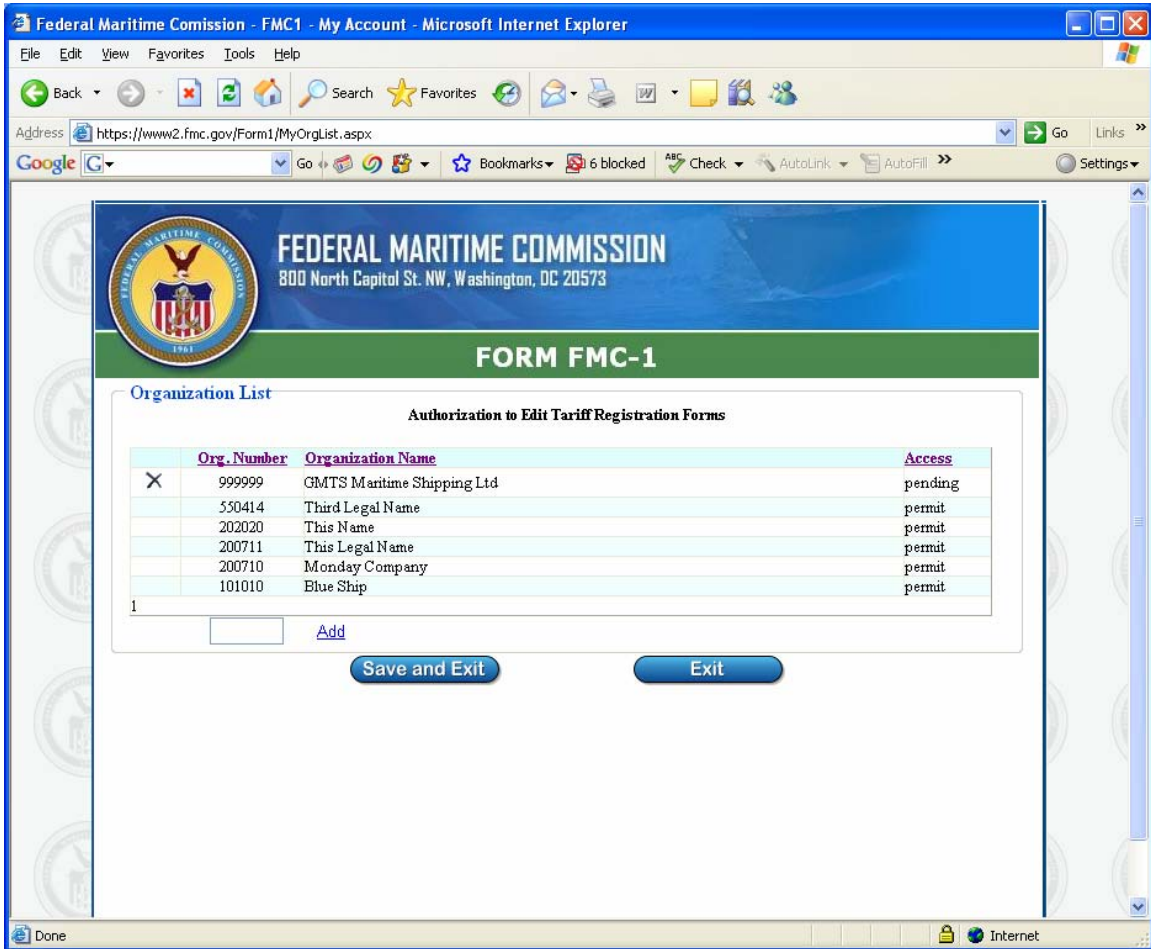 Federal Maritime Comission - FMC1 - My Account - Microsoft Internet Explorer
File Edit View Favorites Tools Help
Back Search Favorites
Address https://www2.fmc.gov/Form1/MyOrgList.aspx Go Links »
Google G Go Bookmarks 6 blocked ABC Check AutoLink AutoFill » Settings
FEDERAL MARITIME COMMISSION
800 North Capitol St. NW, Washington, DC 20573
MARITIME COMMISSION FEDERAL 1961
FORM FMC-1
Organization List
Authorization to Edit Tariff Registration Forms
Org. Number Organization Name Access
999999 GMTS Maritime Shipping Ltd pending
550414 Third Legal Name permit
202020 This Name permit
200711 This Legal Name permit
200710 Monday Company permit
101010 Blue Ship permit
1
Add
Save and Exit Exit
Done Internet